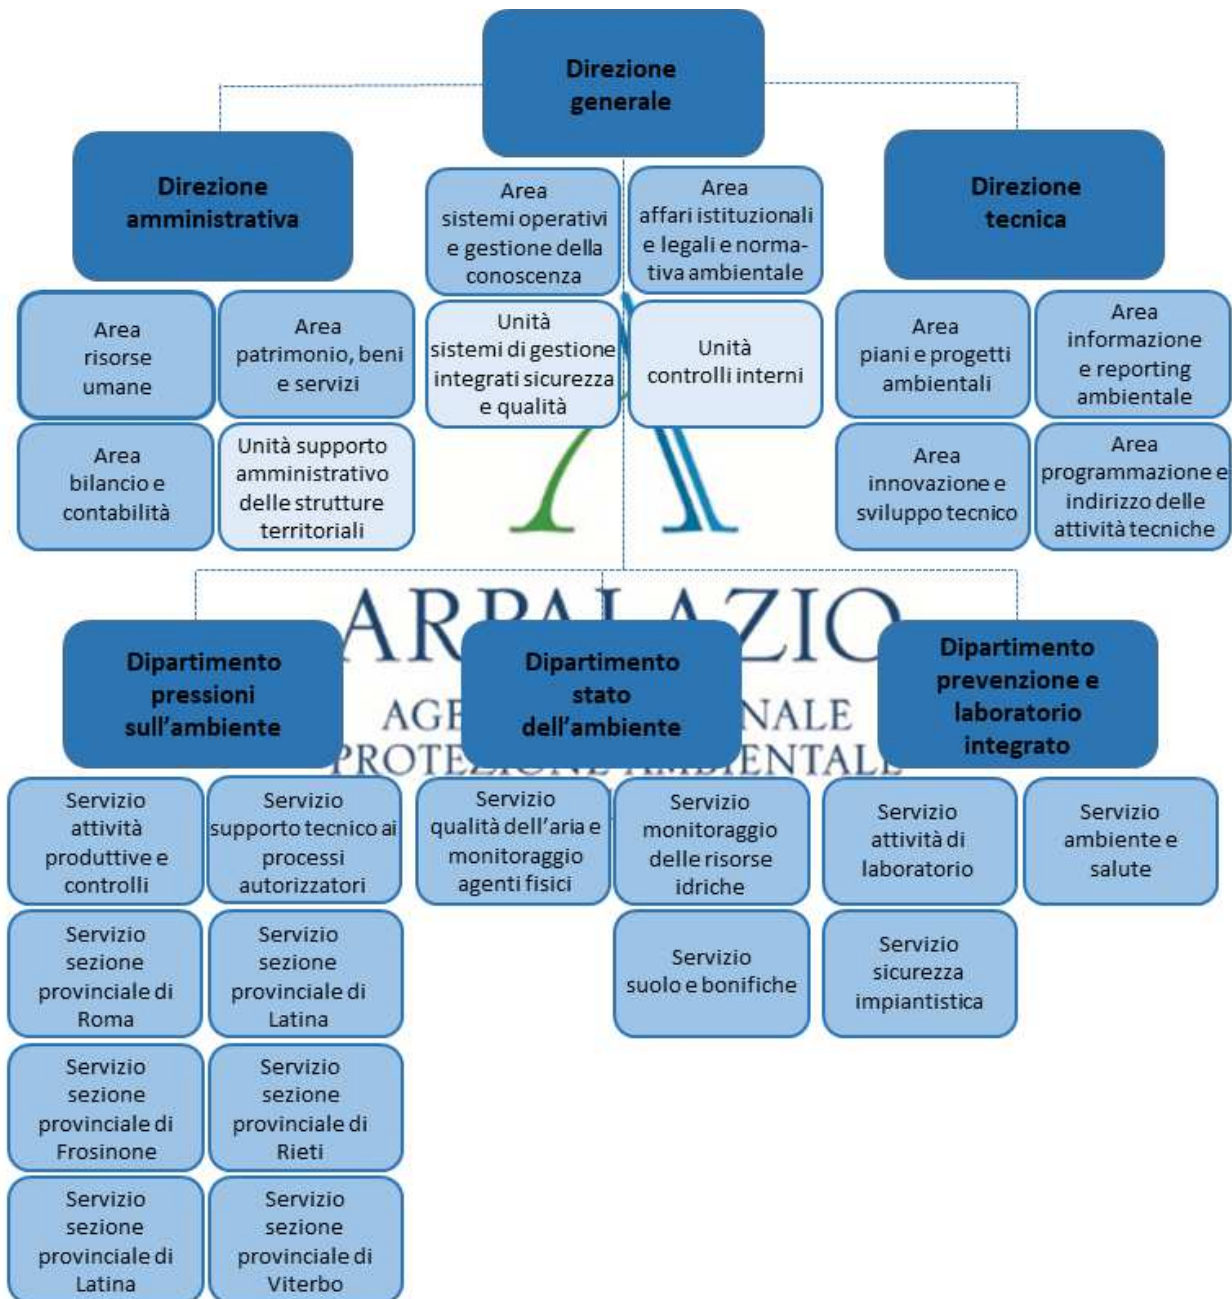 Direzione
generale
Direzione
amministrativa
Area
sistemi operativi
e gestione della
conoscenza
Area
affari istituzionali
e legali e norma-
tiva ambientale
Direzione
tecnica
Area
risorse
umane
Area
patrimonio, beni
e servizi
Unità
sistemi di gestione
integrati sicurezza
e qualità
Unità
controlli interni
Area
piani e progetti
ambientali
Area
informazione
e reporting
ambientale
Area
bilancio e
contabilità
Unità supporto
amministrativo
delle strutture
territoriali
Area
innovazione e
sviluppo tecnico
Area
programmazione e
indirizzo delle
attività tecniche
ARPALAZIO
PROTEZIONE AMBIENTALE
Dipartimento
pressioni
sull’ambiente
Dipartimento
stato
dell’ambiente
Dipartimento
prevenzione e
laboratorio
integrato
Servizio
attività
produttive e
controlli
Servizio
supporto tecnico ai
processi
autorizzatori
Servizio
qualità dell’aria e
monitoraggio
agenti fisici
Servizio
monitoraggio
delle risorse
idriche
Servizio
attività di
laboratorio
Servizio
ambiente e
salute
Servizio
sezione
provinciale di
Roma
Servizio
sezione
provinciale di
Latina
Servizio
suolo e bonifiche
Servizio
sicurezza
impiantistica
Servizio
sezione
provinciale di
Frosinone
Servizio
sezione
provinciale di
Rieti
Servizio
sezione
provinciale di
Latina
Servizio
sezione
provinciale di
Viterbo